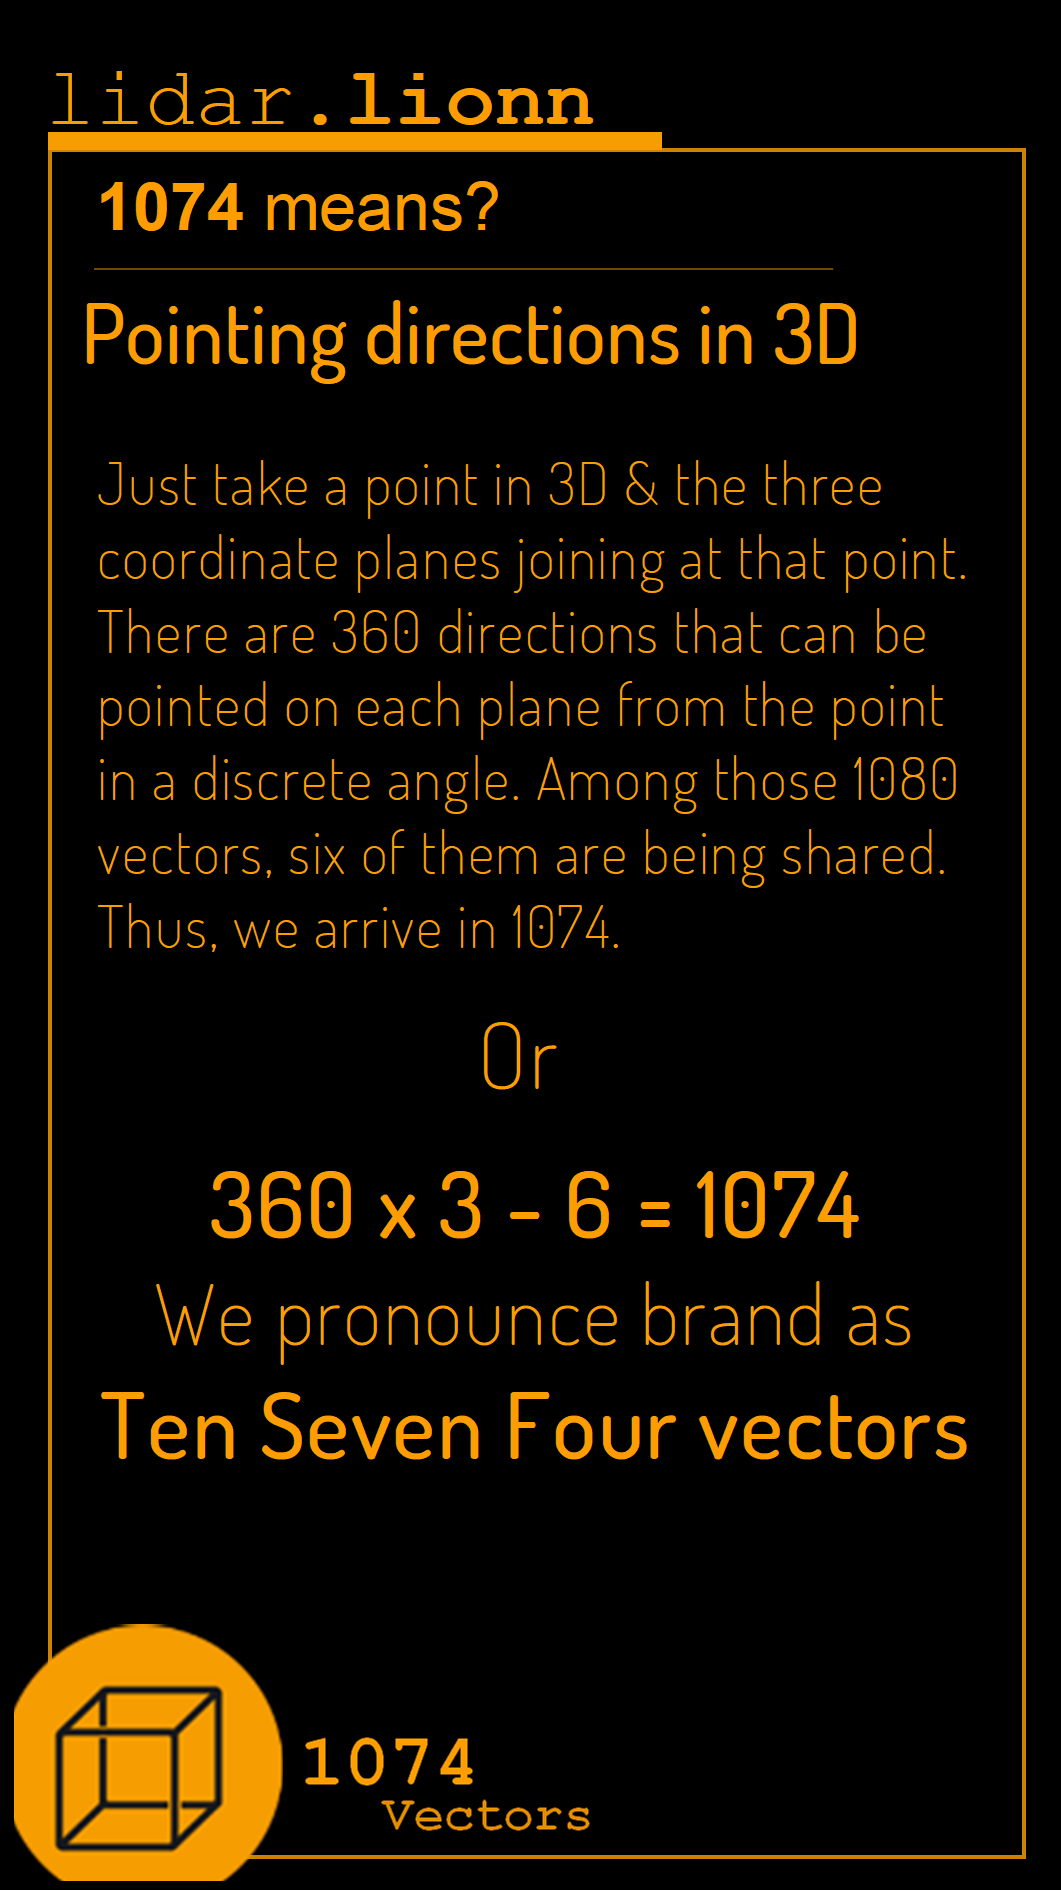 lidar.lionn
1074 means?
Pointing directions in 3D
Just take a point in 3D & the three
coordinate planes joining at that point.
There are 360 directions that can be
pointed on each plane from the point
in a discrete angle. Among those 1080
vectors, six of them are being shared.
Thus, we arrive in 1074.
Or
360 x 3 - 6 = 1074
We pronounce brand as
Ten Seven Four vectors
1074
Vectors